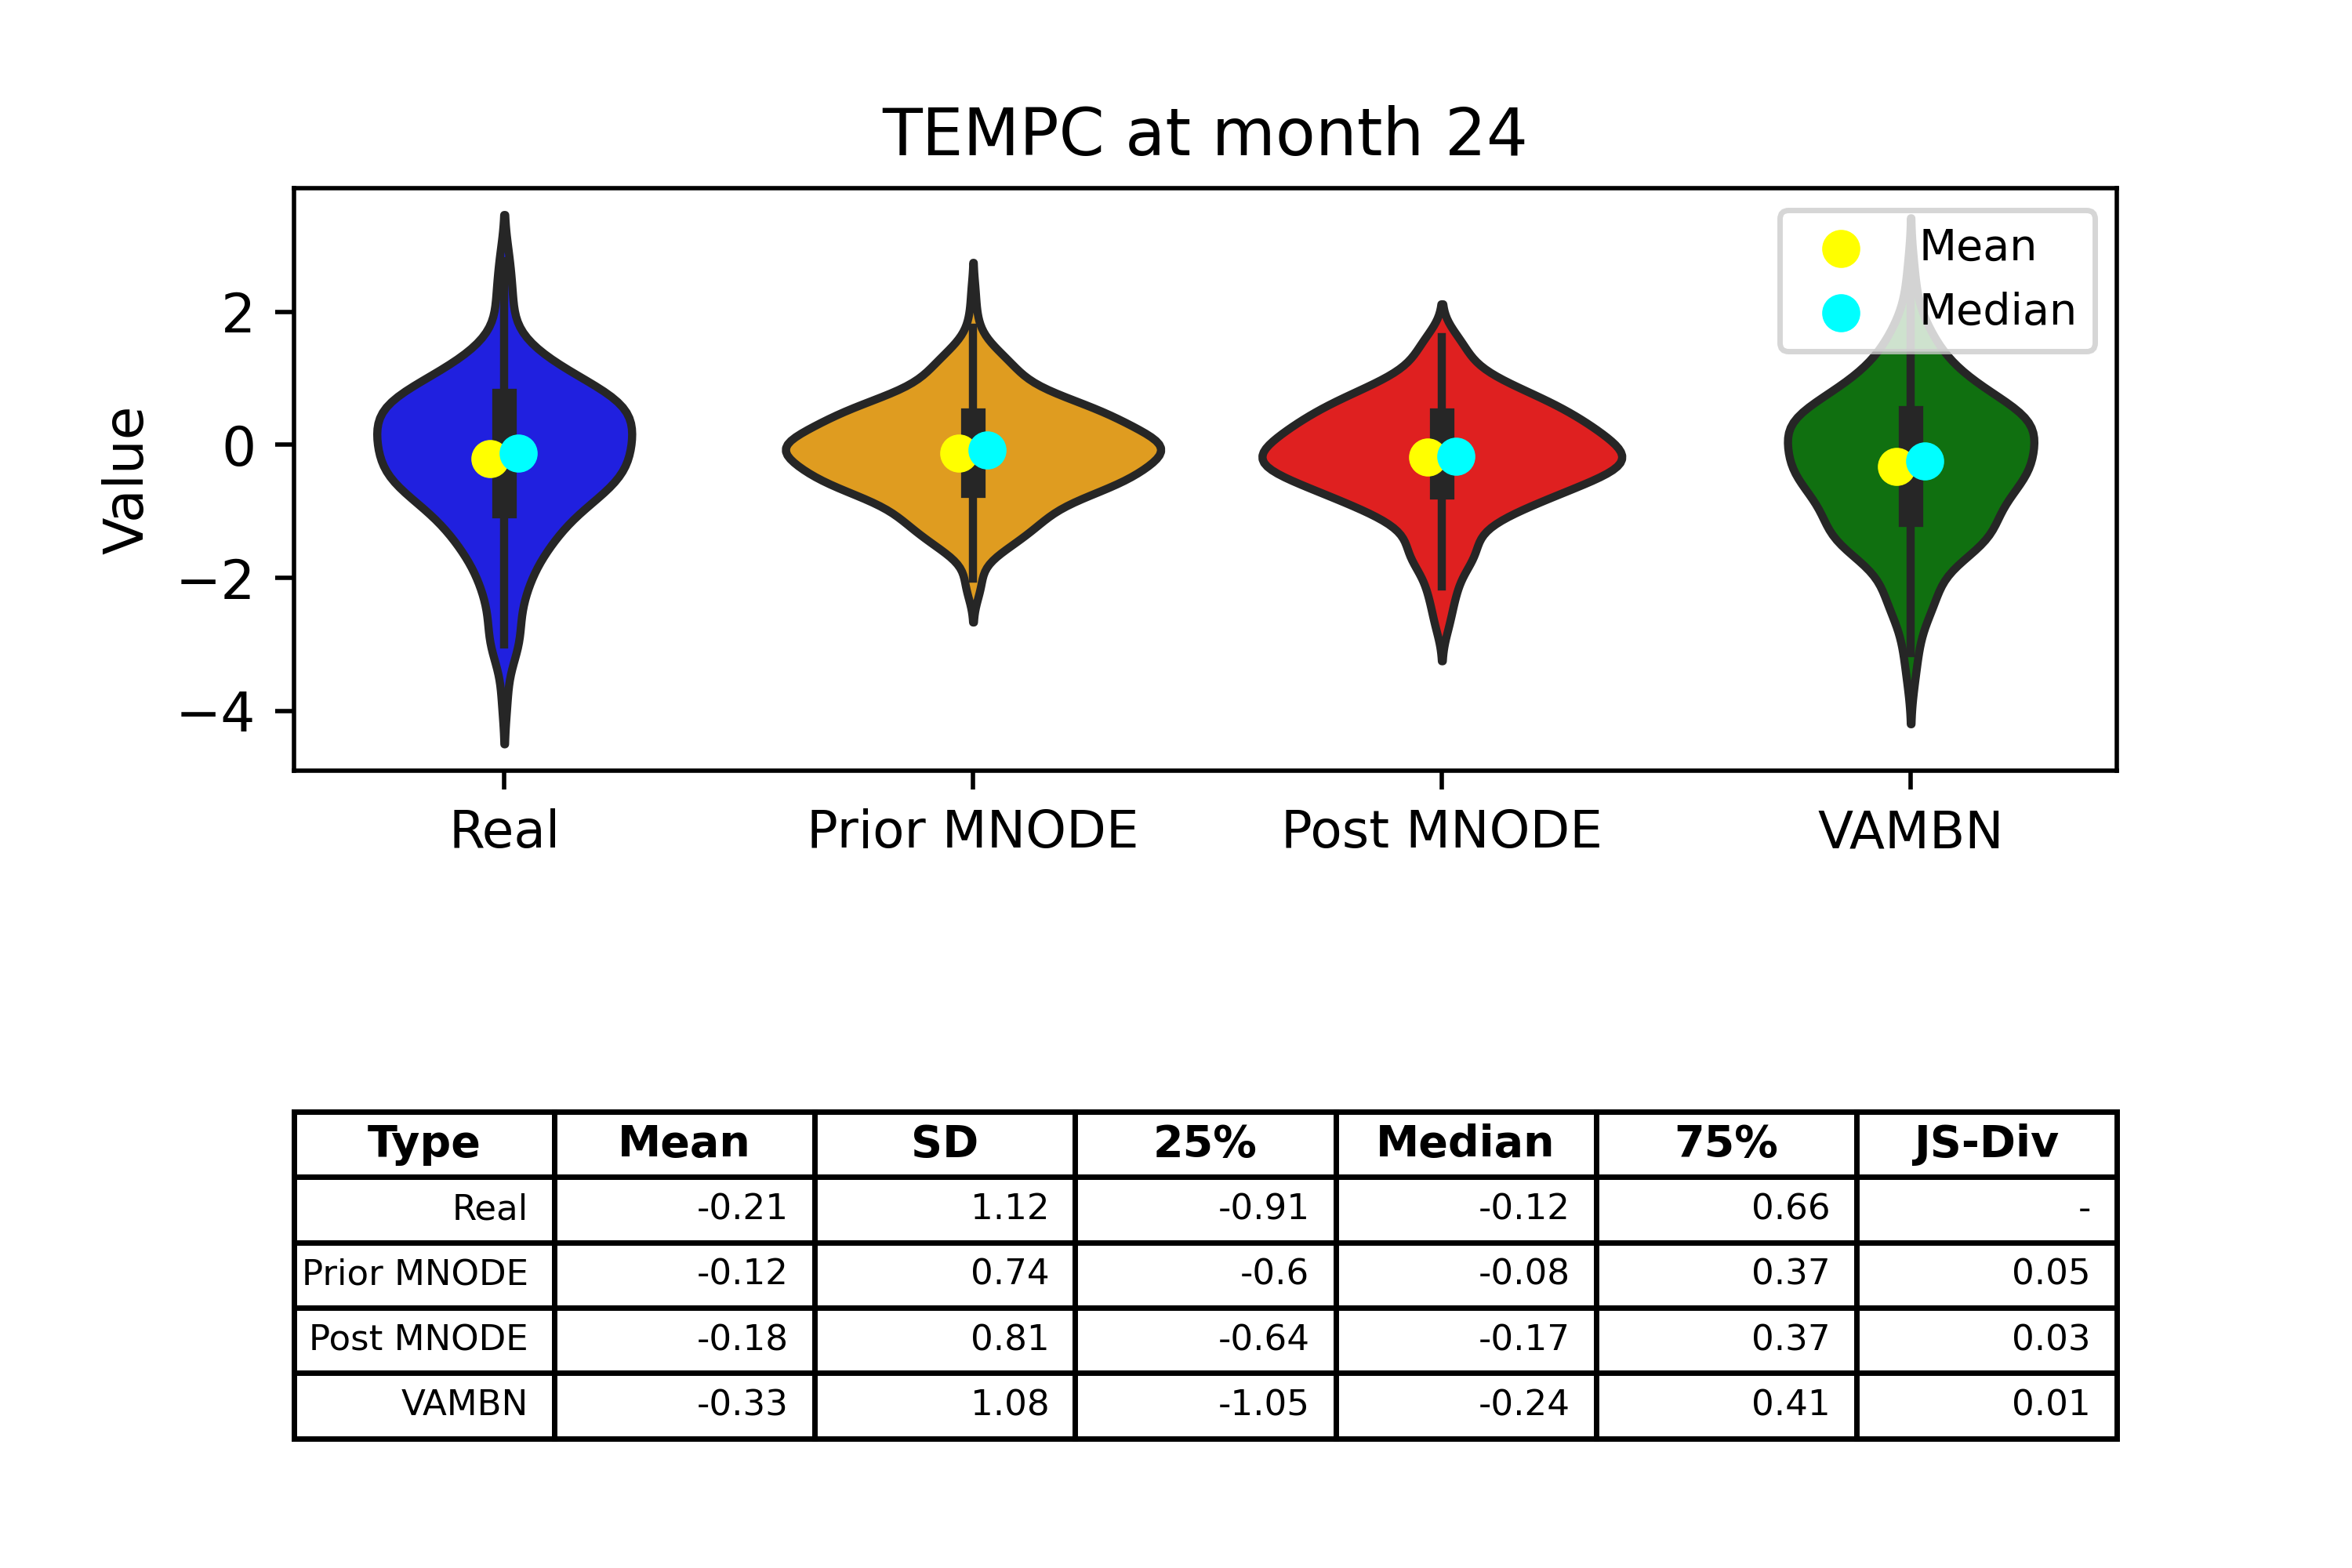 TEMPC at month 24
Mean
Median
Value
2
0
−2
−4
Real Prior MNODE Post MNODE VAMBN
Type Mean SD 25% Median 75% JS-Div
Real -0.21 1.12 -0.91 -0.12 0.66 -
Prior MNODE -0.12 0.74 -0.6 -0.08 0.37 0.05
Post MNODE -0.18 0.81 -0.64 -0.17 0.37 0.03
VAMBN -0.33 1.08 -1.05 -0.24 0.41 0.01